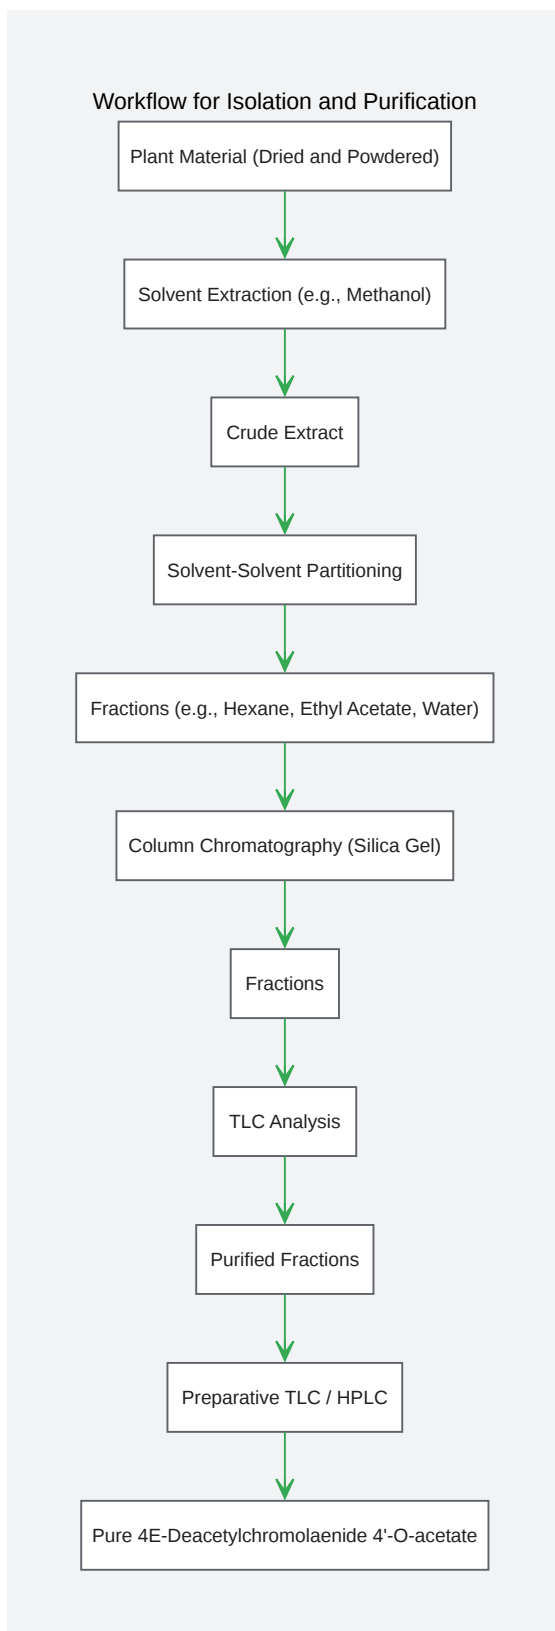 Workflow for Isolation and Purification
Plant Material (Dried and Powdered)
Solvent Extraction (e.g., Methanol)
Crude Extract
Solvent-Solvent Partitioning
Fractions (e.g., Hexane, Ethyl Acetate, Water)
Column Chromatography (Silica Gel)
Fractions
TLC Analysis
Purified Fractions
Preparative TLC / HPLC
Pure 4E-Deacetylchromolaenide 4'-O-acetate